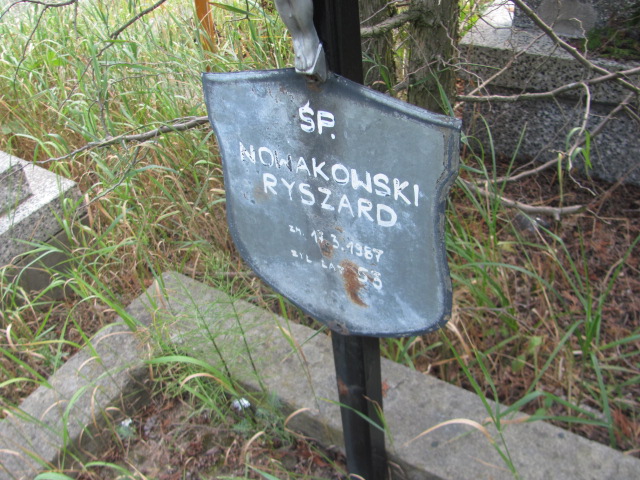 ŚP.
NOWAKOWSKI
RYSZARD
ZM. 17.3.1987
ŻYŁ LAT 53